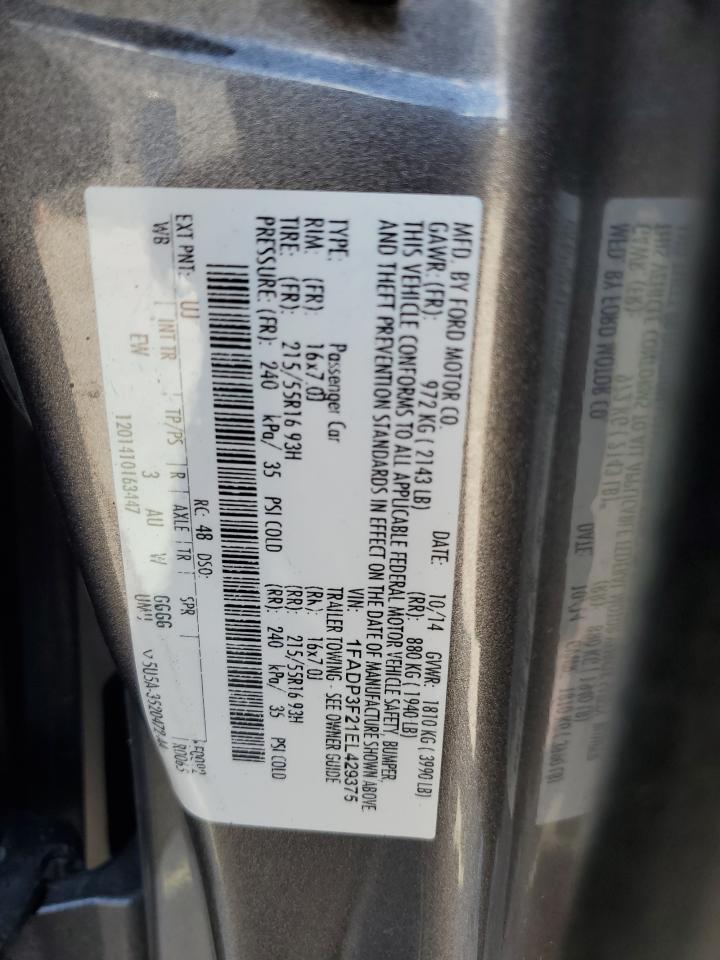 MFD. BY FORD MOTOR CO.
DATE: 10/14 GVWR: 1810 KG ( 3990 LB)
GAWR: (FR): 972 KG ( 2143 LB) (RR): 880 KG ( 1940 LB)
THIS VEHICLE CONFORMS TO ALL APPLICABLE FEDERAL MOTOR VEHICLE SAFETY, BUMPER,
AND THEFT PREVENTION STANDARDS IN EFFECT ON THE DATE OF MANUFACTURE SHOWN ABOVE
VIN: 1FADP3F21EL429375
TYPE: Passenger Car TRAILER TOWING - SEE OWNER GUIDE
RIM: (FR): 16x7.0J (RR): 16x7.0J
TIRE: (FR): 215/55R16 93H (RR): 215/55R16 93H
PRESSURE: (FR): 240 kPa/ 35 PSI COLD (RR): 240 kPa/ 35 PSI COLD
RC: 48 DSO:
EXT PNT: UJ
WB INT TR TP/PS R AXLE TR SPR
EW 3 AU W GGGG
1201410163447